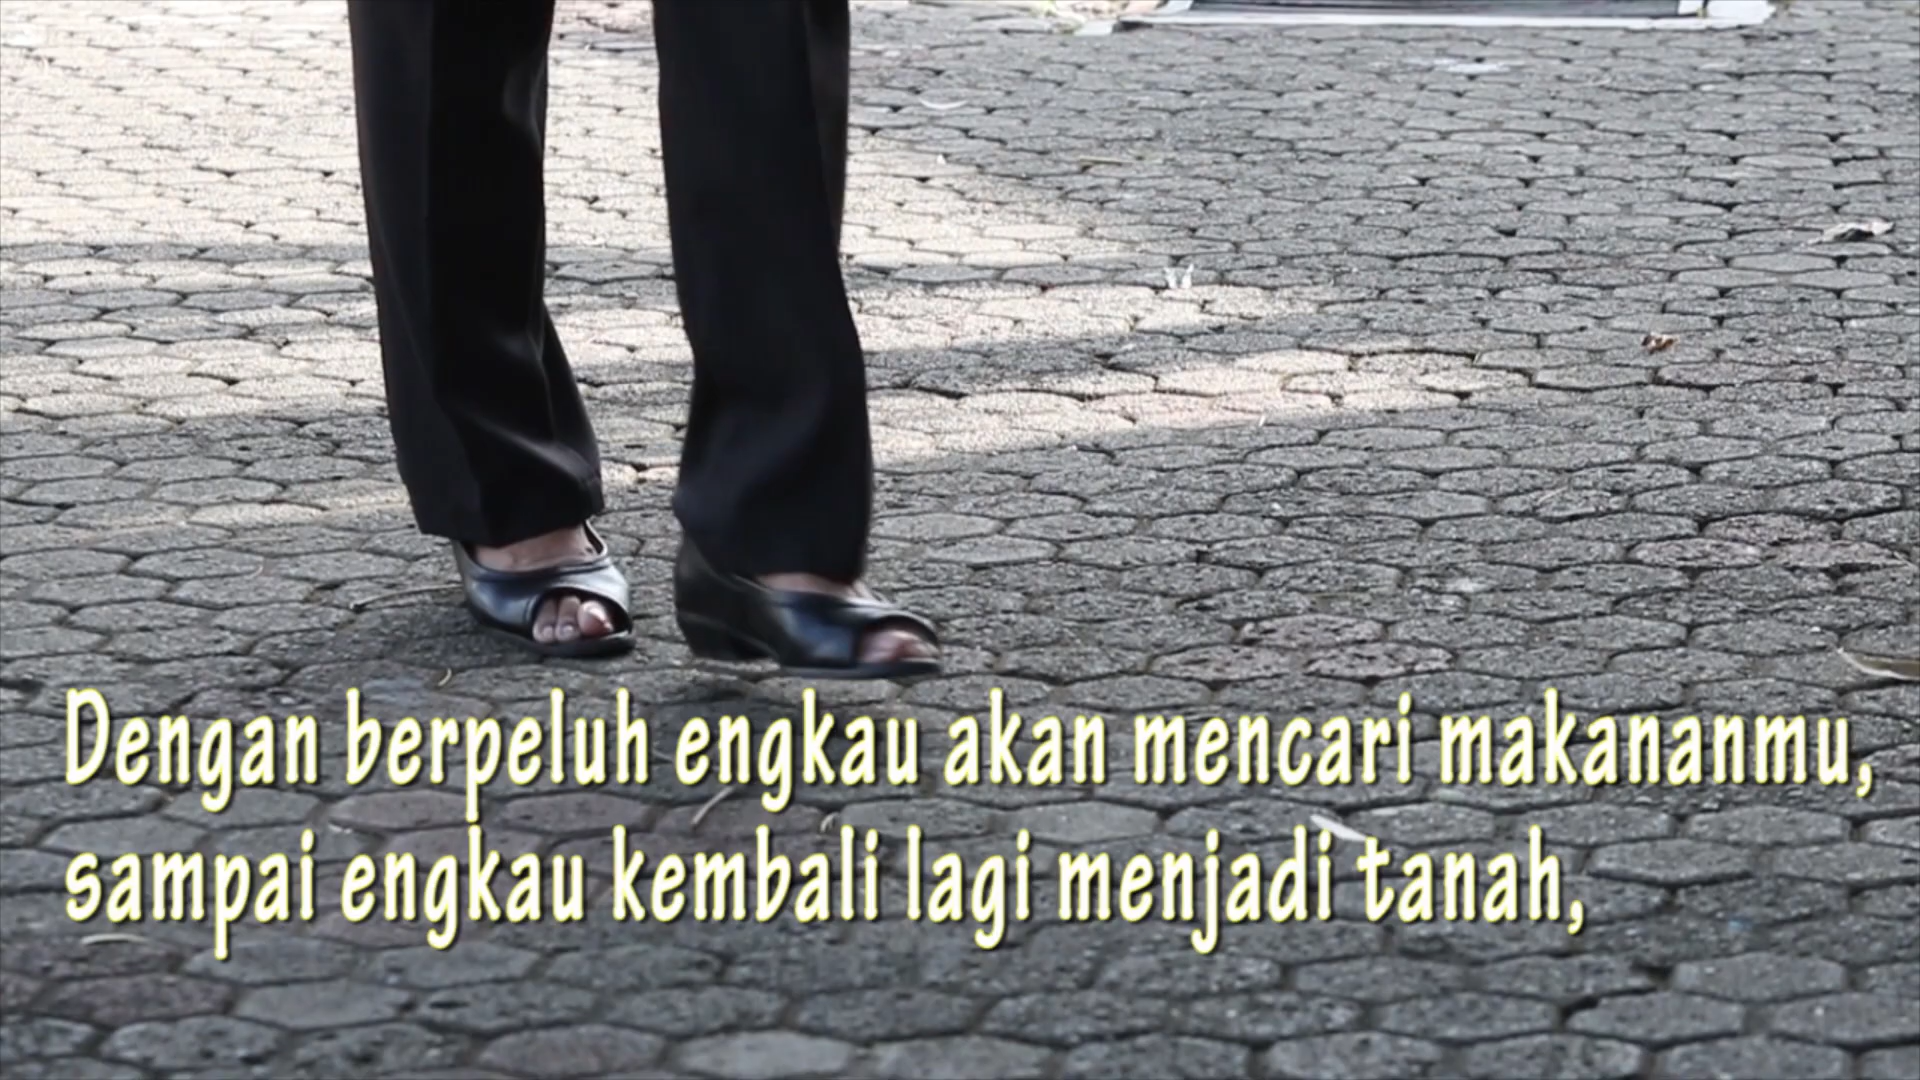 Dengan berpeluh engkau akan mencari makananmu,
sampai engkau kembali lagi menjadi tanah,